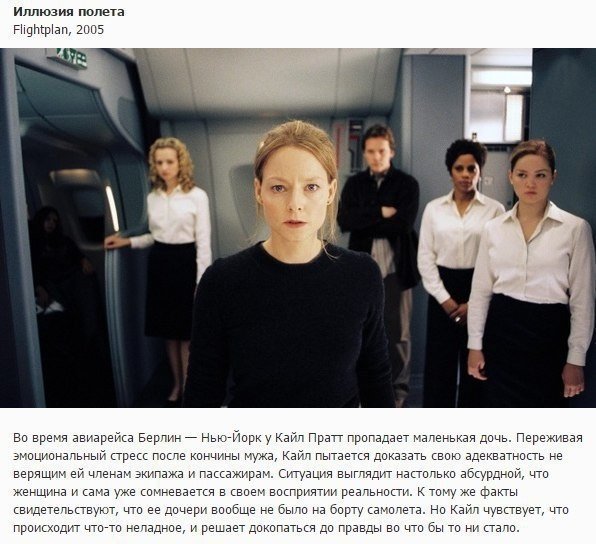 Иллюзия полета
Flightplan, 2005
Во время авиарейса Берлин — Нью-Йорк у Кайл Пратт пропадает маленькая дочь. Переживая
эмоциональный стресс после кончины мужа, Кайл пытается доказать свою адекватность не
верящим ей членам экипажа и пассажирам. Ситуация выглядит настолько абсурдной, что
женщина и сама уже сомневается в своем восприятии реальности. К тому же факты
свидетельствуют, что ее дочери вообще не было на борту самолета. Но Кайл чувствует, что
происходит что-то неладное, и решает докопаться до правды во что бы то ни стало.